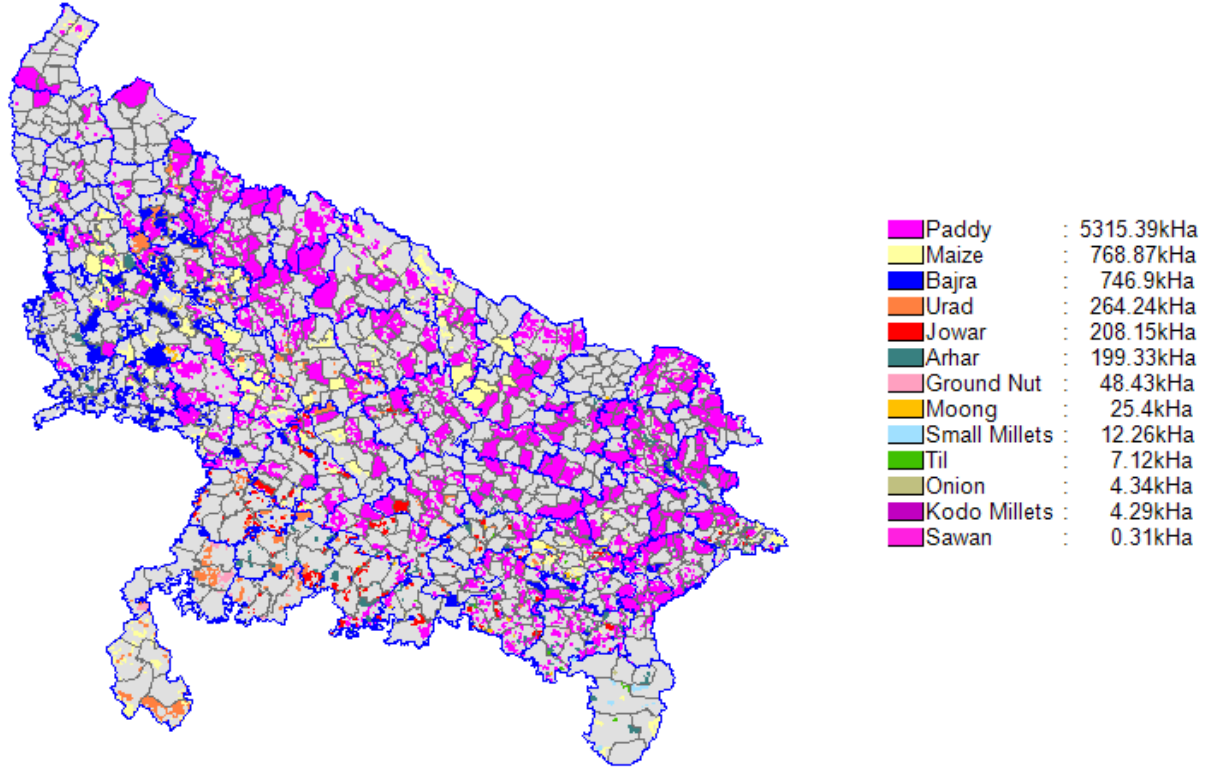 Paddy : 5315.39kHa
Maize : 768.87kHa
Bajra : 746.9kHa
Urad : 264.24kHa
Jowar : 208.15kHa
Arhar : 199.33kHa
Ground Nut : 48.43kHa
Moong : 25.4kHa
Small Millets : 12.26kHa
Til : 7.12kHa
Onion : 4.34kHa
Kodo Millets : 4.29kHa
Sawan : 0.31kHa